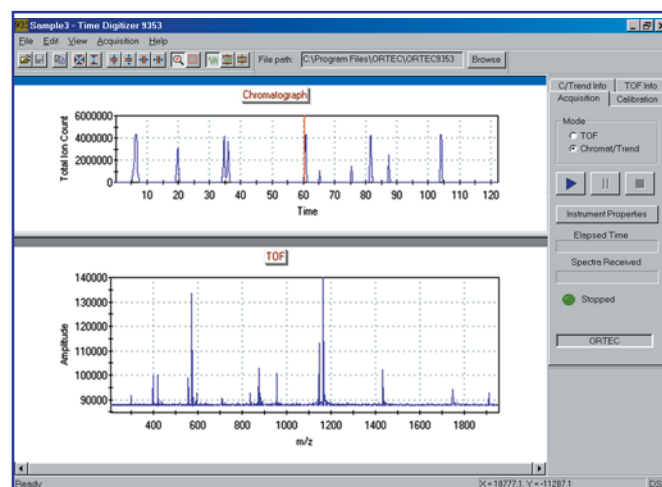 Sample3 - Time Digitizer 9353
File Edit View Acquisition Help
File path: C:\Program Files\ORTEC\ORTEC9353 Browse
Chromatograph
Total Ion Count
6000000
4000000
2000000
0
10 20 30 40 50 60 70 80 90 100 110 120
Time
TOF
Amplitude
140000
130000
120000
110000
100000
90000
400 600 800 1000 1200 1400 1600 1800
m/z
C/Trend Info TOF Info
Acquisition Calibration
Mode
TOF
Chromat/Trend
Instrument Properties
Elapsed Time
Spectra Received
Stopped
ORTEC
Ready X = 18777.1, Y = -11287.1 DS